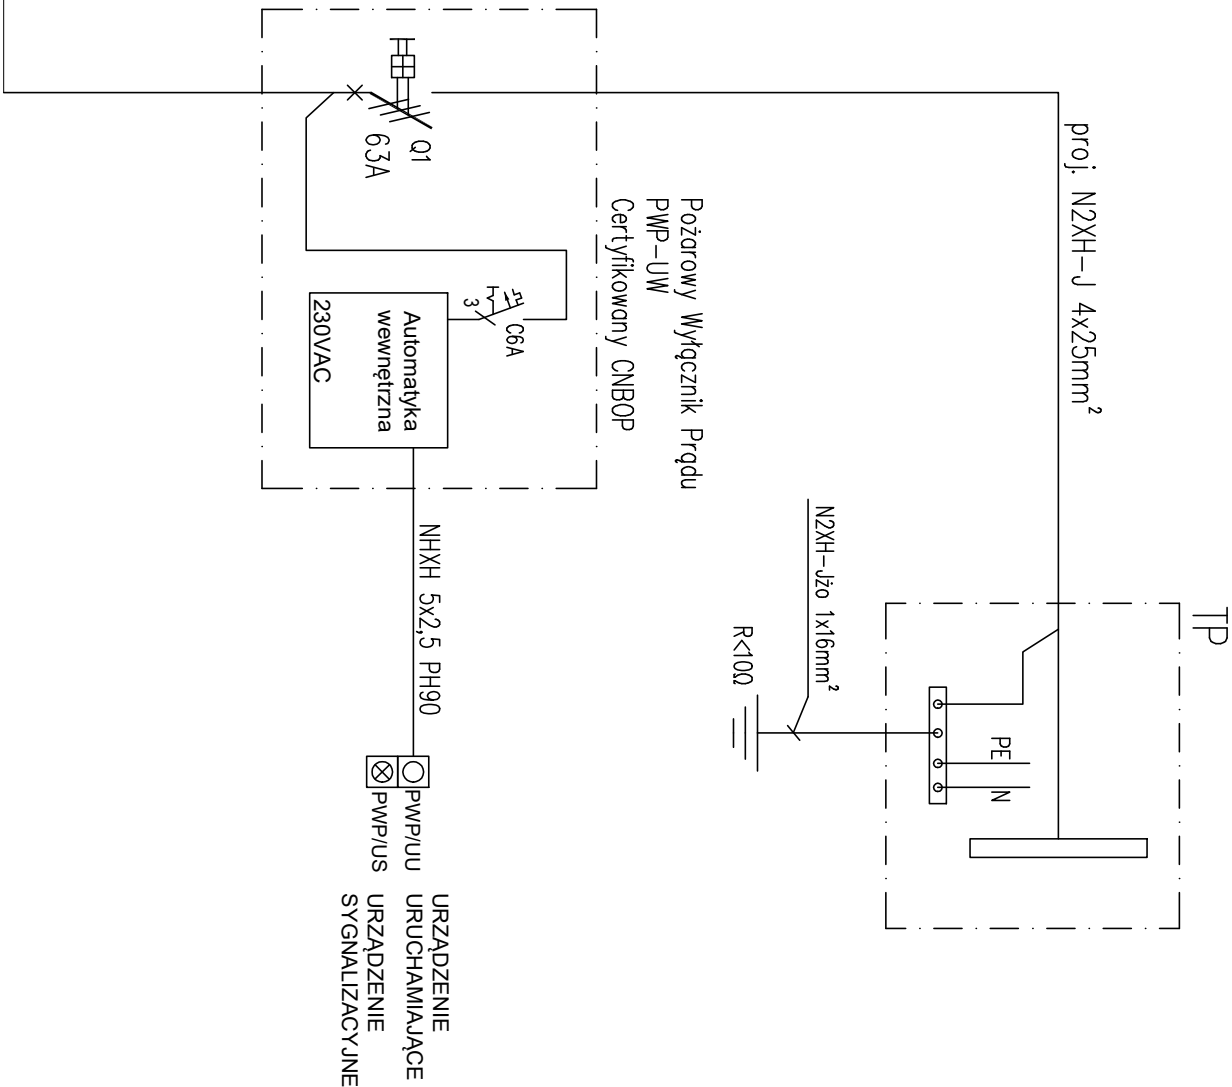 TP
proj. N2XH-J 4x25mm²
Pożarowy Wyłącznik Prądu
PWP-UW
Certyfikowany CNBOP
Q1
63A
C6A
3
Automatyka
wewnętrzna
230VAC
N2XH-Jżo 1x16mm²
R<10Ω
PE
N
NHXH 5x2,5 PH90
PWP/UU
PWP/US
URZĄDZENIE
URUCHAMIAJĄCE
URZĄDZENIE
SYGNALIZACYJNE